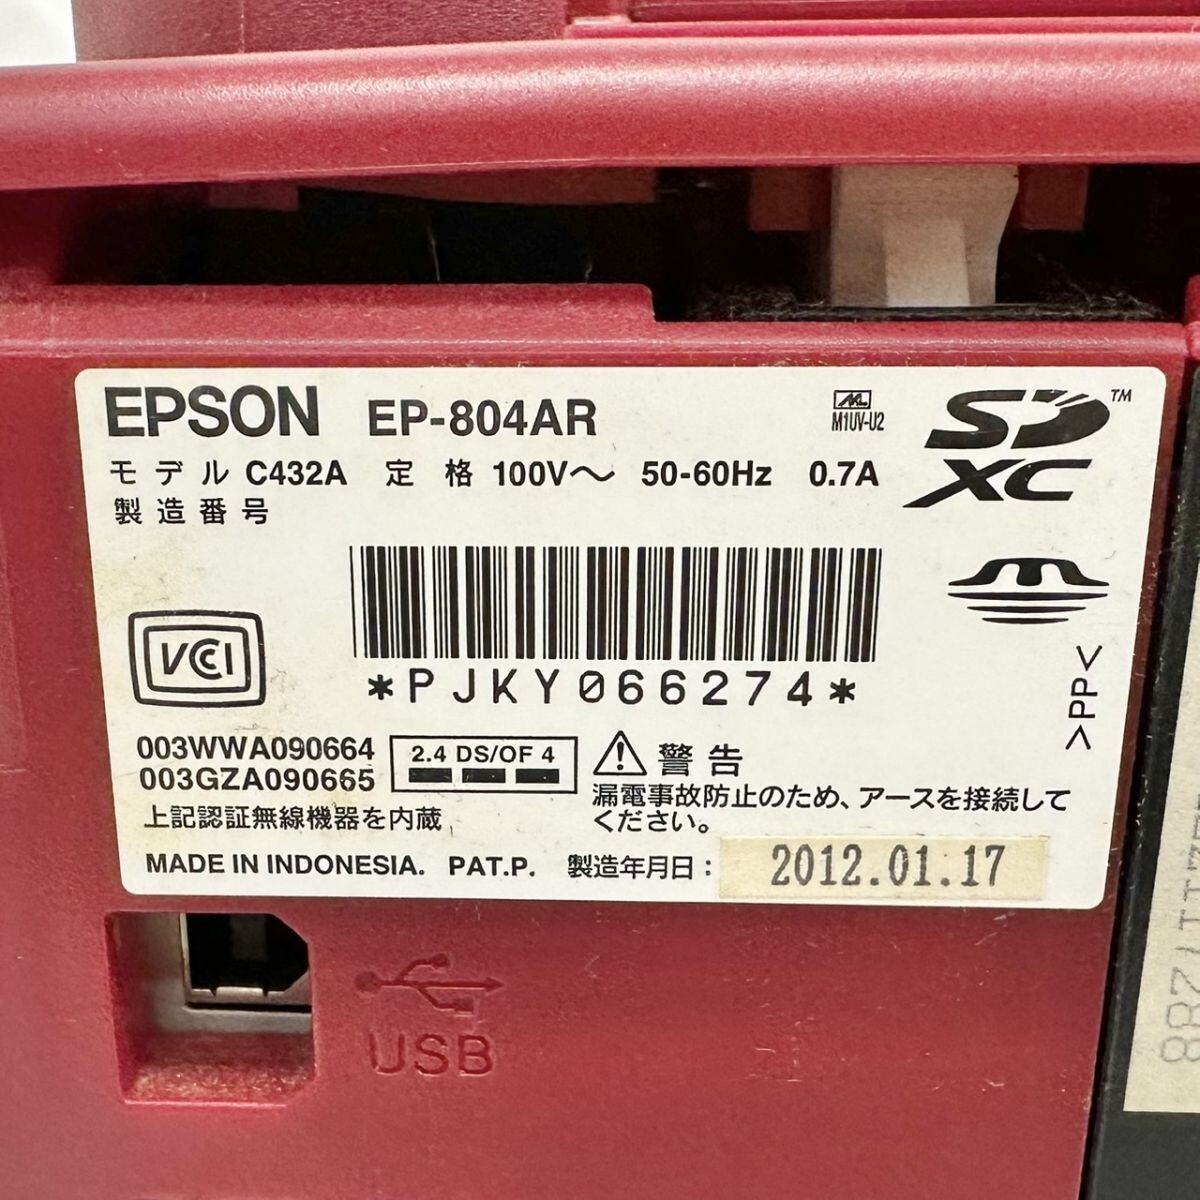 EPSON EP-804AR
M1UV-U2
SD XC™
モデル C432A 定格 100V～ 50-60Hz 0.7A
製造番号
*PJKY066274*
VCCI
>PP<
003WWA090664
003GZA090665
2.4 DS/OF 4
上記認証無線機器を内蔵
⚠警告
漏電事故防止のため、アースを接続して
ください。
MADE IN INDONESIA. PAT.P. 製造年月日: 2012.01.17
USB